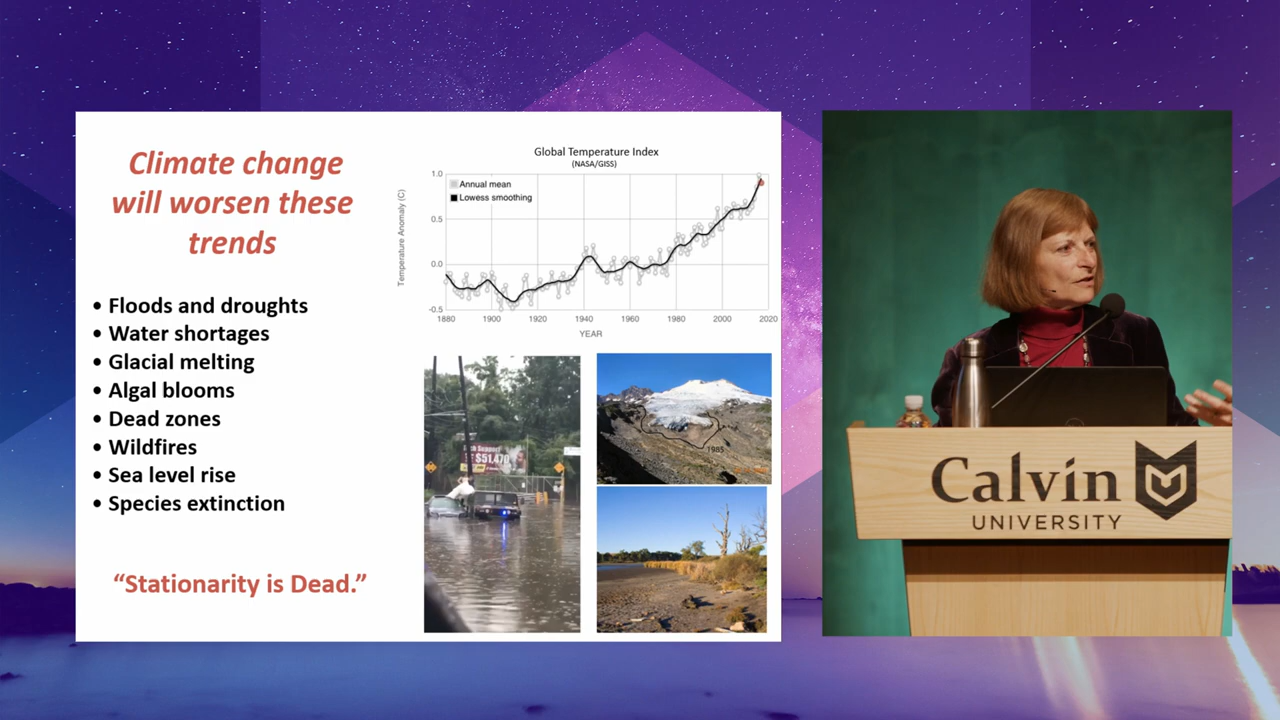 Climate change
will worsen these
trends
• Floods and droughts
• Water shortages
• Glacial melting
• Algal blooms
• Dead zones
• Wildfires
• Sea level rise
• Species extinction
“Stationarity is Dead.”
Global Temperature Index
(NASA/GISS)
Temperature Anomaly (C)
1.0
0.5
0.0
-0.5
Annual mean
Lowess smoothing
1880 1900 1920 1940 1960 1980 2000 2020
YEAR
$51,470
1985
Calvin
UNIVERSITY